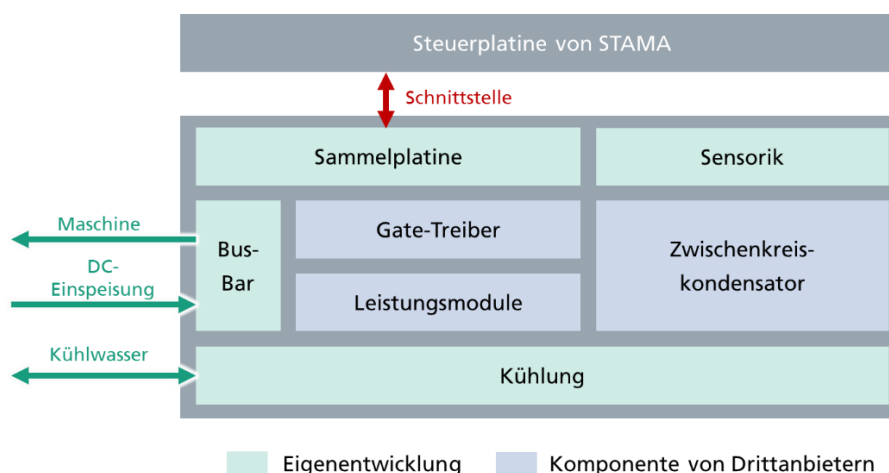 Steuerplatine von STAMA
Schnittstelle
Sammelplatine
Sensorik
Maschine
DC-
Einspeisung
Bus-
Bar
Gate-Treiber
Leistungsmodule
Zwischenkreis-
kondensator
Kühlwasser
Kühlung
Eigenentwicklung
Komponente von Drittanbietern